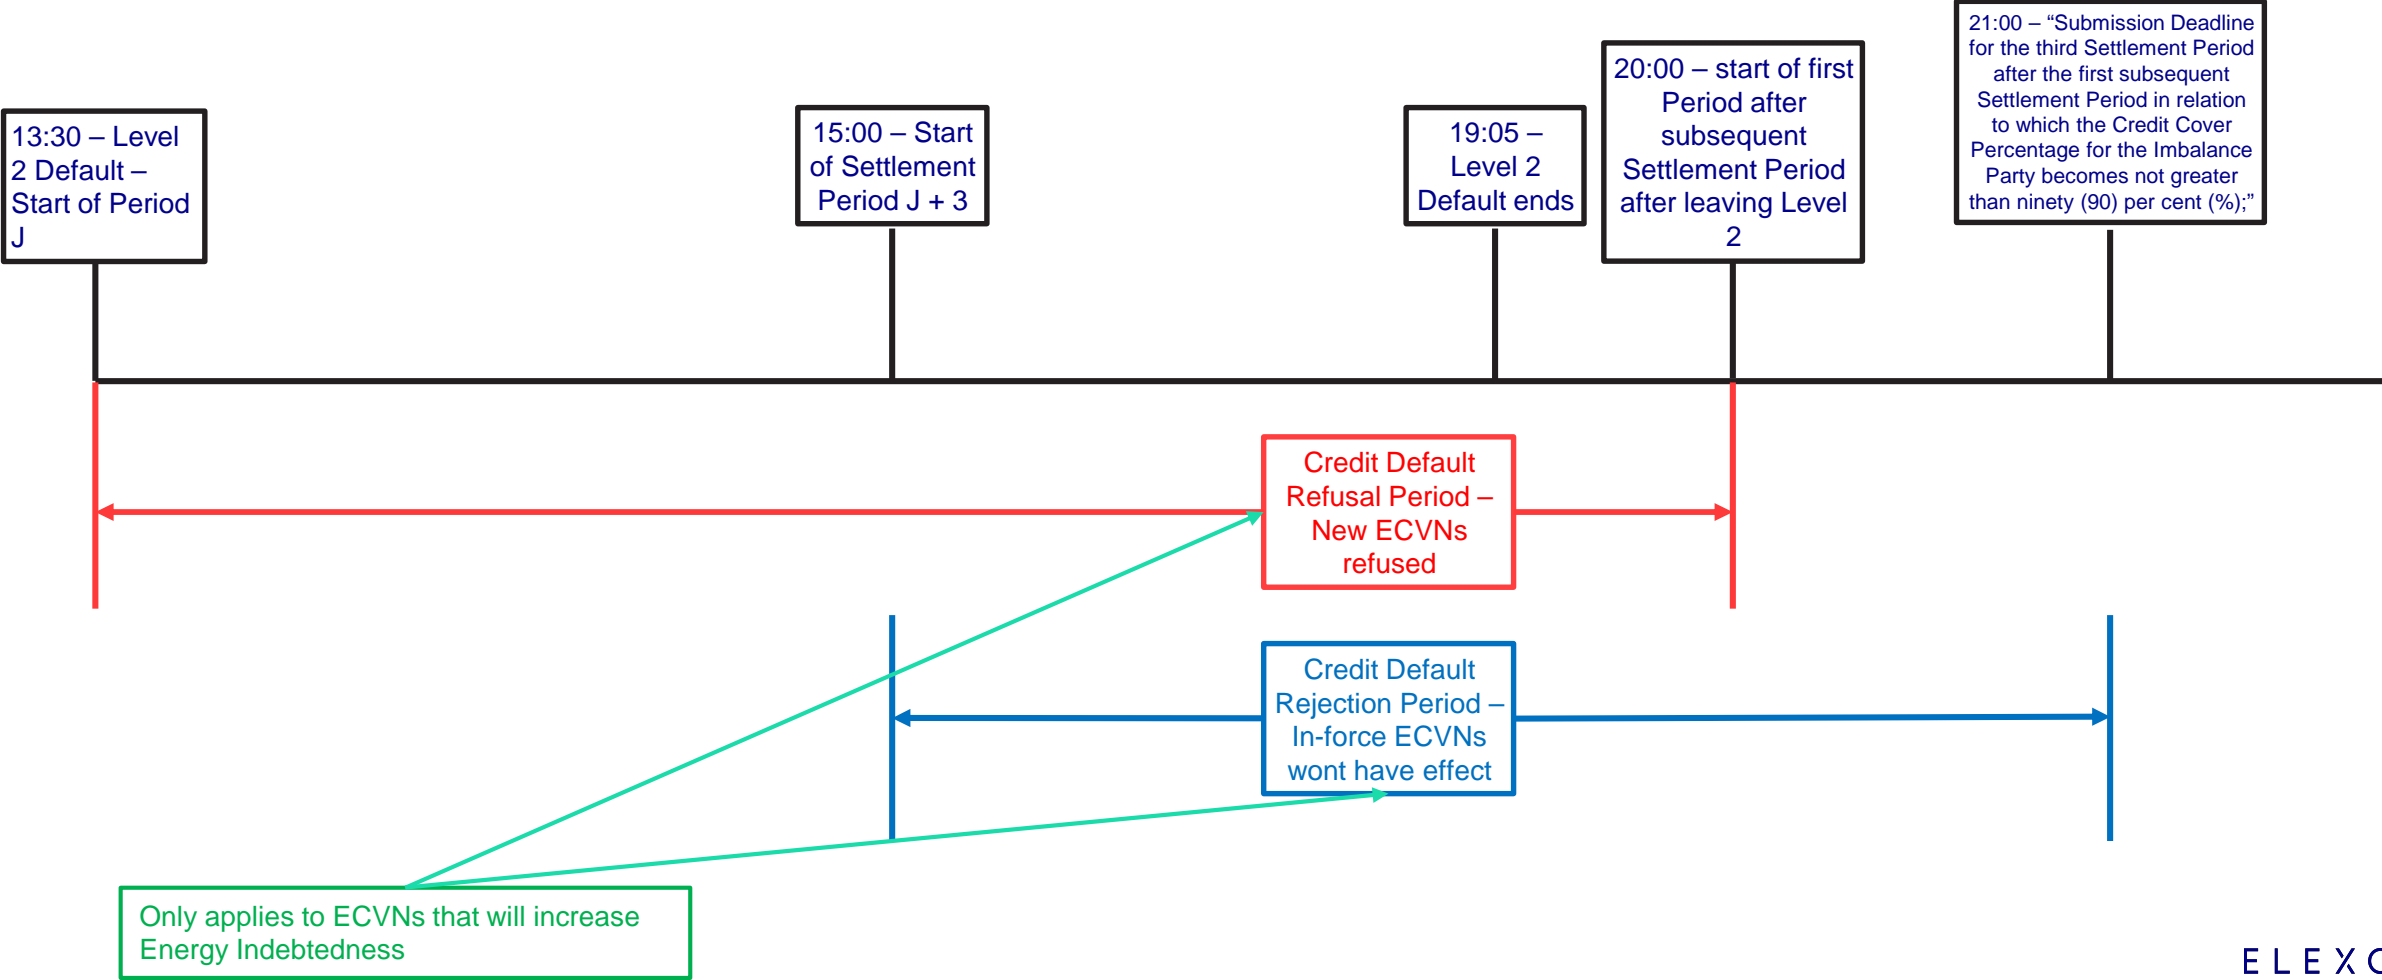 13:30 – Level
2 Default –
Start of Period
J
15:00 – Start
of Settlement
Period J + 3
19:05 –
Level 2
Default ends
20:00 – start of first
Period after
subsequent
Settlement Period
after leaving Level
2
21:00 – “Submission Deadline
for the third Settlement Period
after the first subsequent
Settlement Period in relation
to which the Credit Cover
Percentage for the Imbalance
Party becomes not greater
than ninety (90) per cent (%);”
Credit Default
Refusal Period –
New ECVNs
refused
Credit Default
Rejection Period –
In-force ECVNs
wont have effect
Only applies to ECVNs that will increase
Energy Indebtedness
ELEXO